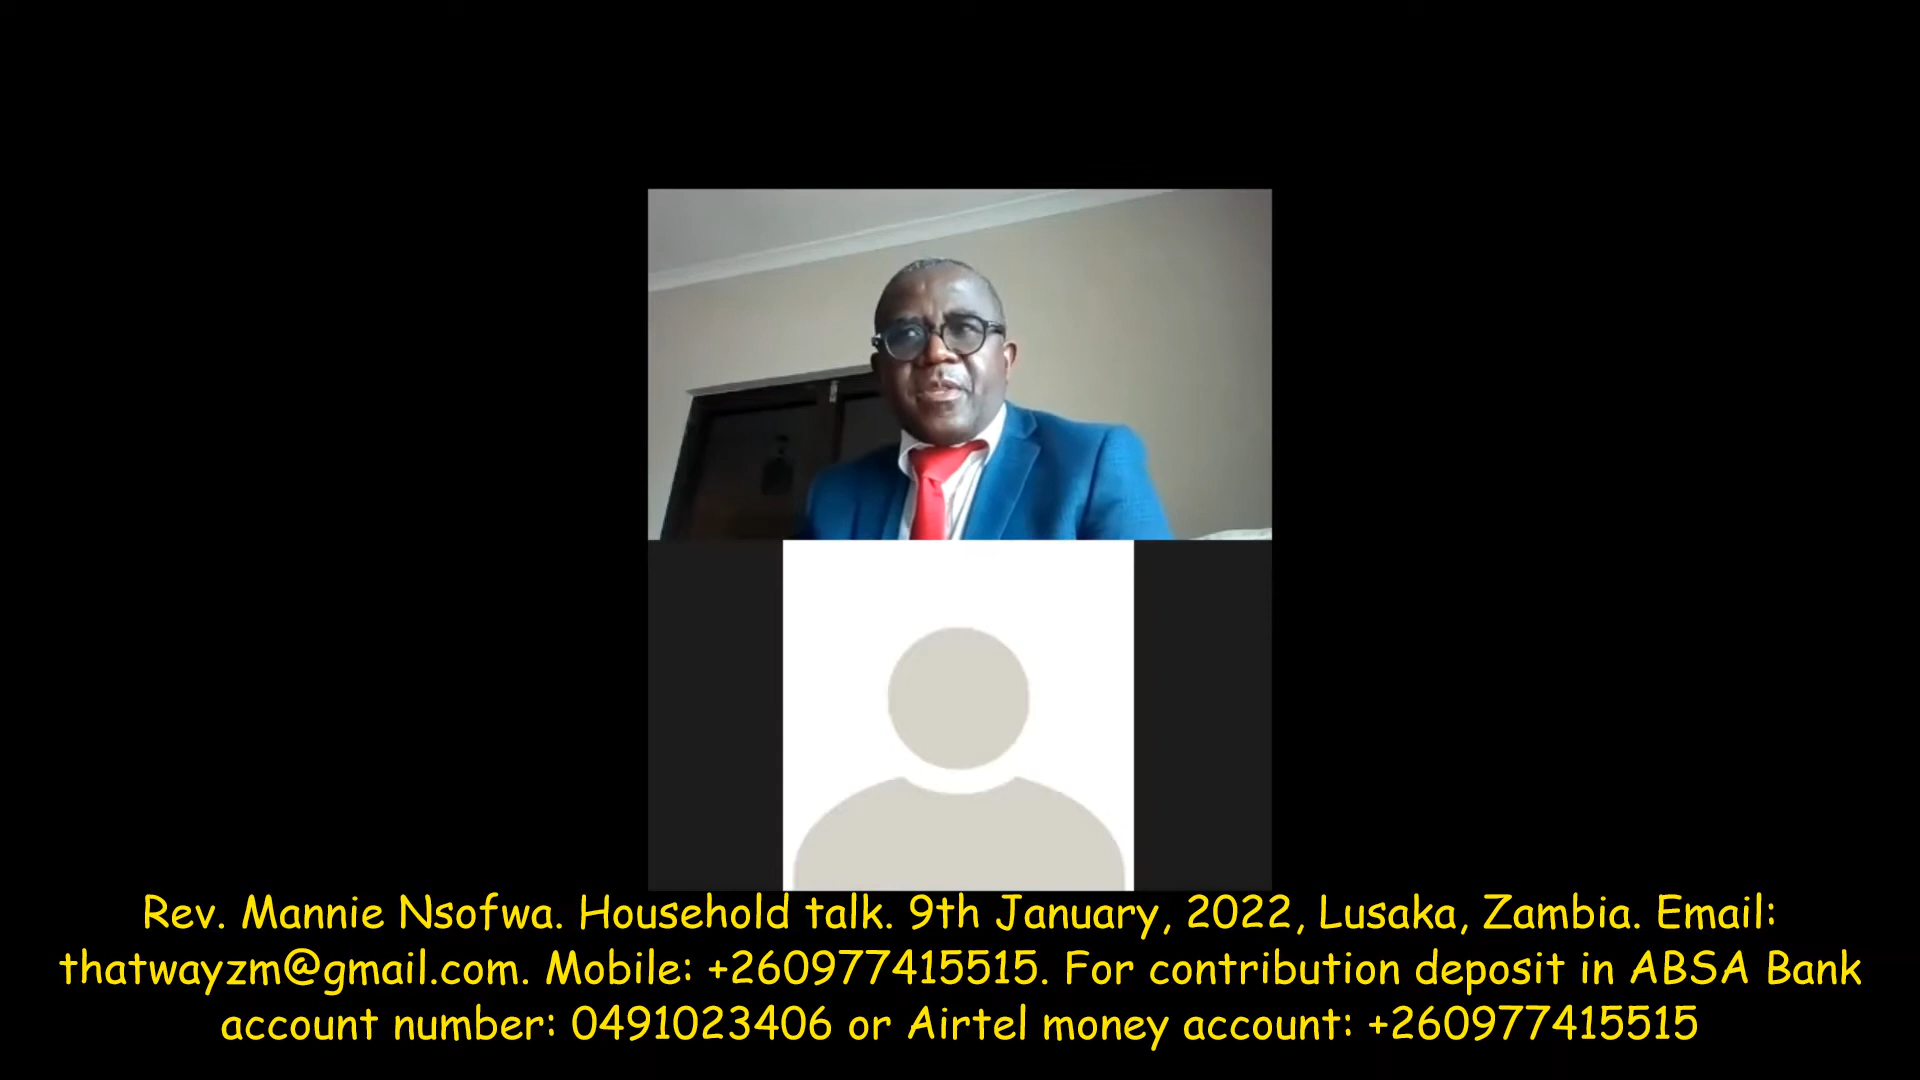 Rev. Mannie Nsofwa. Household talk. 9th January, 2022, Lusaka, Zambia. Email:
thatwayzm@gmail.com. Mobile: +260977415515. For contribution deposit in ABSA Bank
account number: 0491023406 or Airtel money account: +260977415515